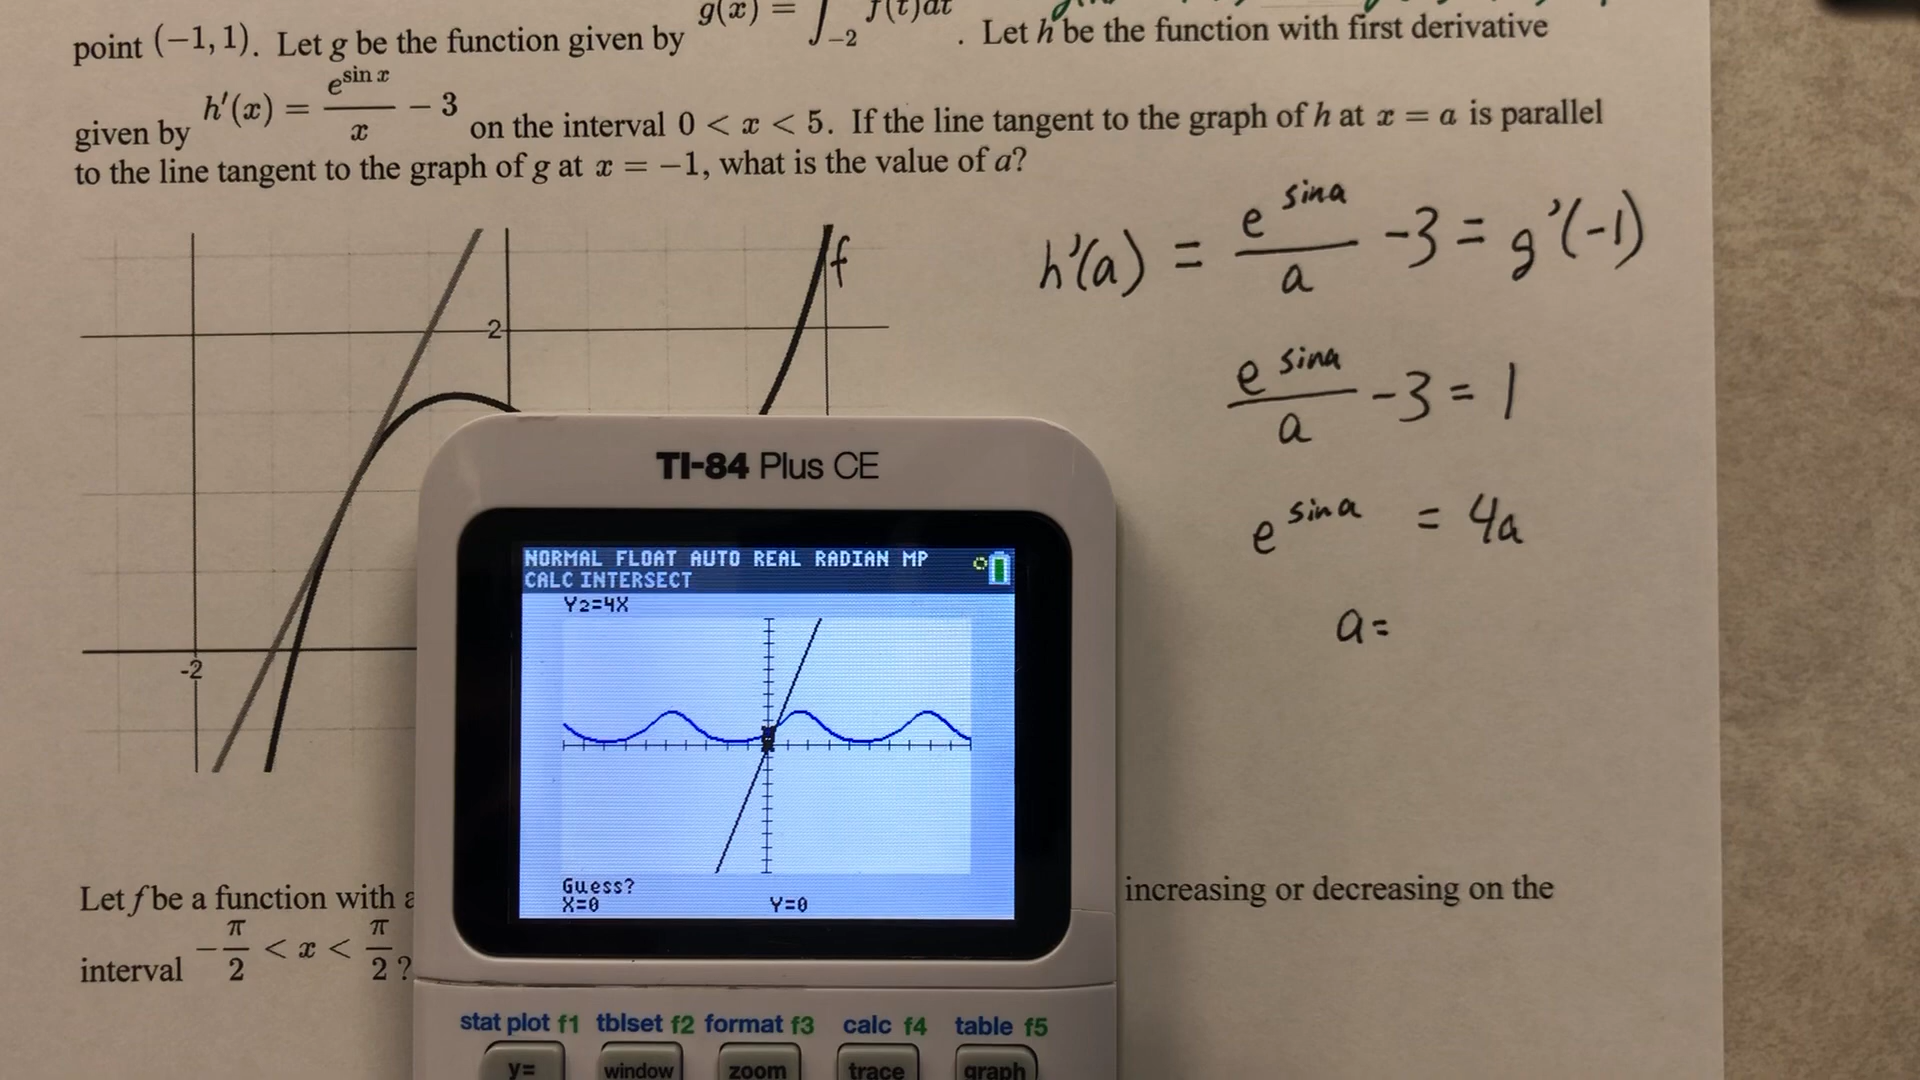 g(x) = ∫₋₂ f(t)dt
point (−1, 1). Let g be the function given by . Let h be the function with first derivative
given by h′(x) = e^{sin x}/x − 3 on the interval 0 < x < 5. If the line tangent to the graph of h at x = a is parallel
to the line tangent to the graph of g at x = −1, what is the value of a?
h'(a) = e^{sin a}/a − 3 = g'(−1)
f
2
e^{sin a}/a − 3 = 1
TI-84 Plus CE
e^{sin a} = 4a
NORMAL FLOAT AUTO REAL RADIAN MP
CALC INTERSECT
Y2=4X
a=
-2
Guess?
X=0 Y=0
Let f be a function with increasing or decreasing on the
interval −π/2 < x < π/2 ?
stat plot f1 tblset f2 format f3 calc f4 table f5
y= window zoom trace graph